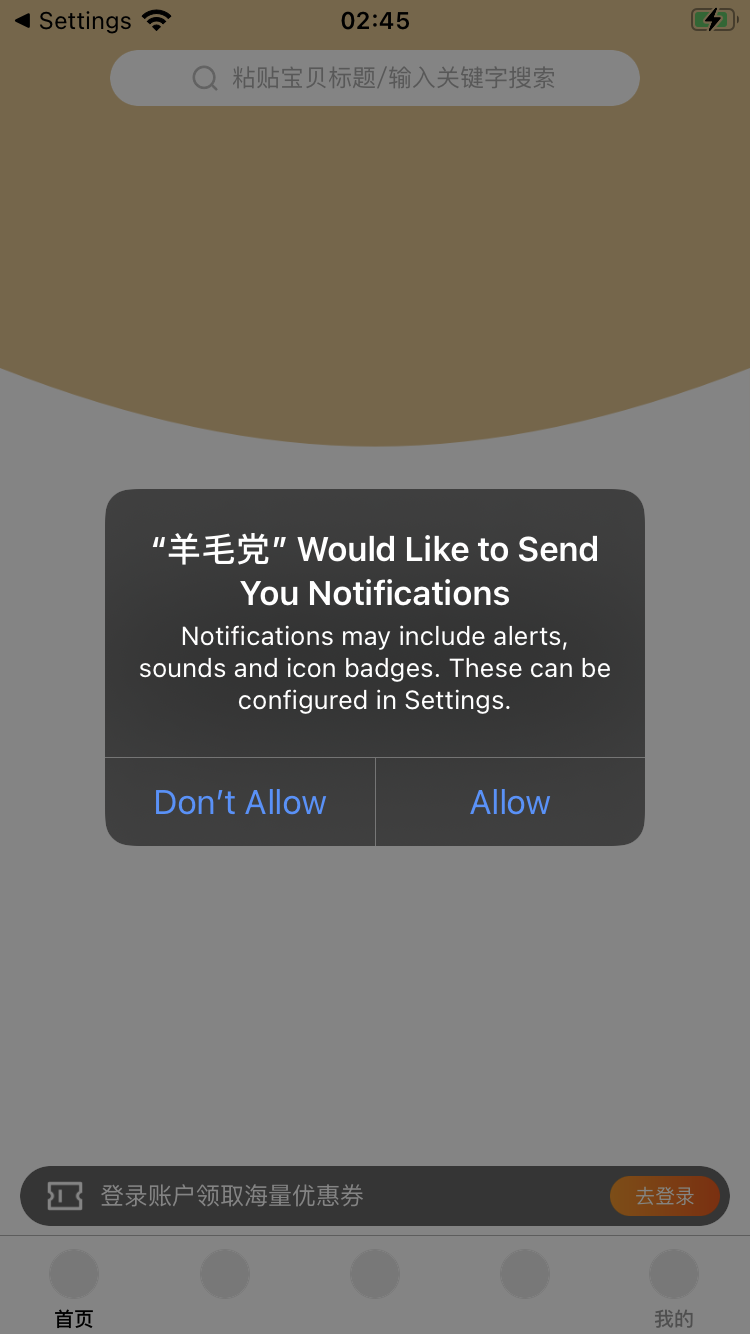 Settings
02:45
粘贴宝贝标题/输入关键字搜索
“羊毛党” Would Like to Send
You Notifications
Notifications may include alerts,
sounds and icon badges. These can be
configured in Settings.
Don’t Allow
Allow
登录账户领取海量优惠券
去登录
首页
我的